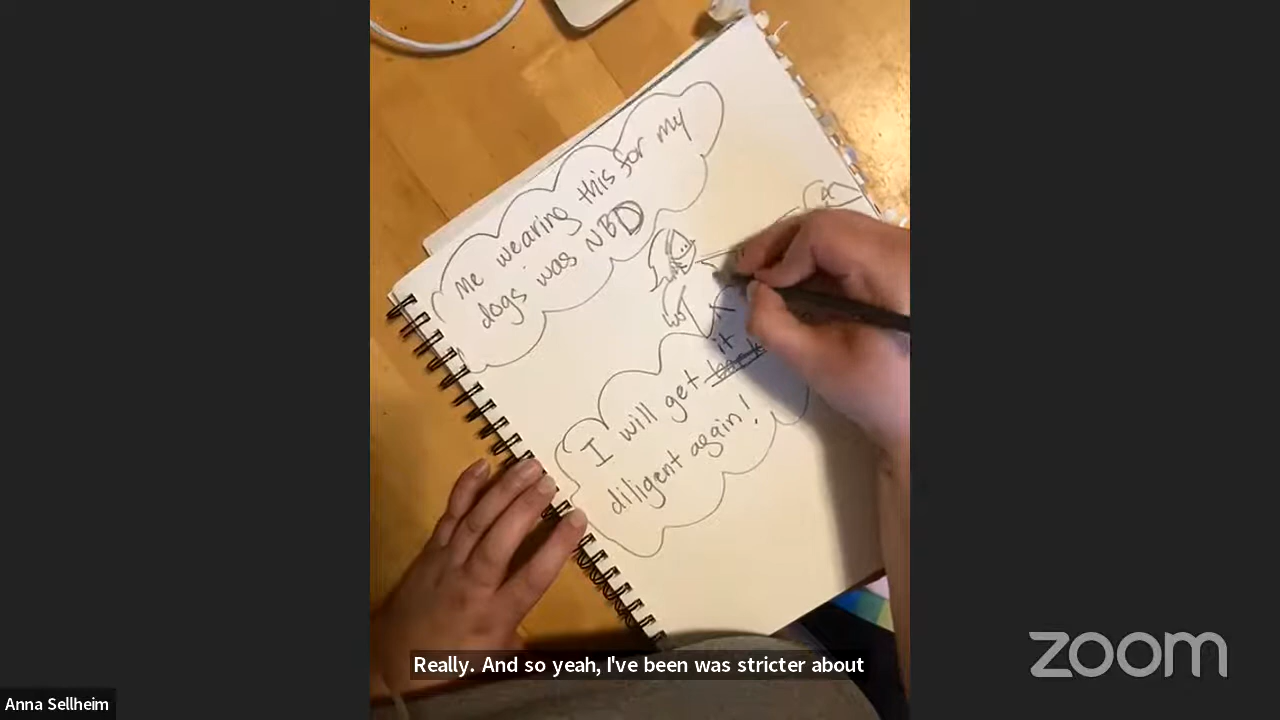 me wearing this for my
dogs was NBD
I will get it
diligent again!
Really. And so yeah, I've been was stricter about
Anna Sellheim
zoom